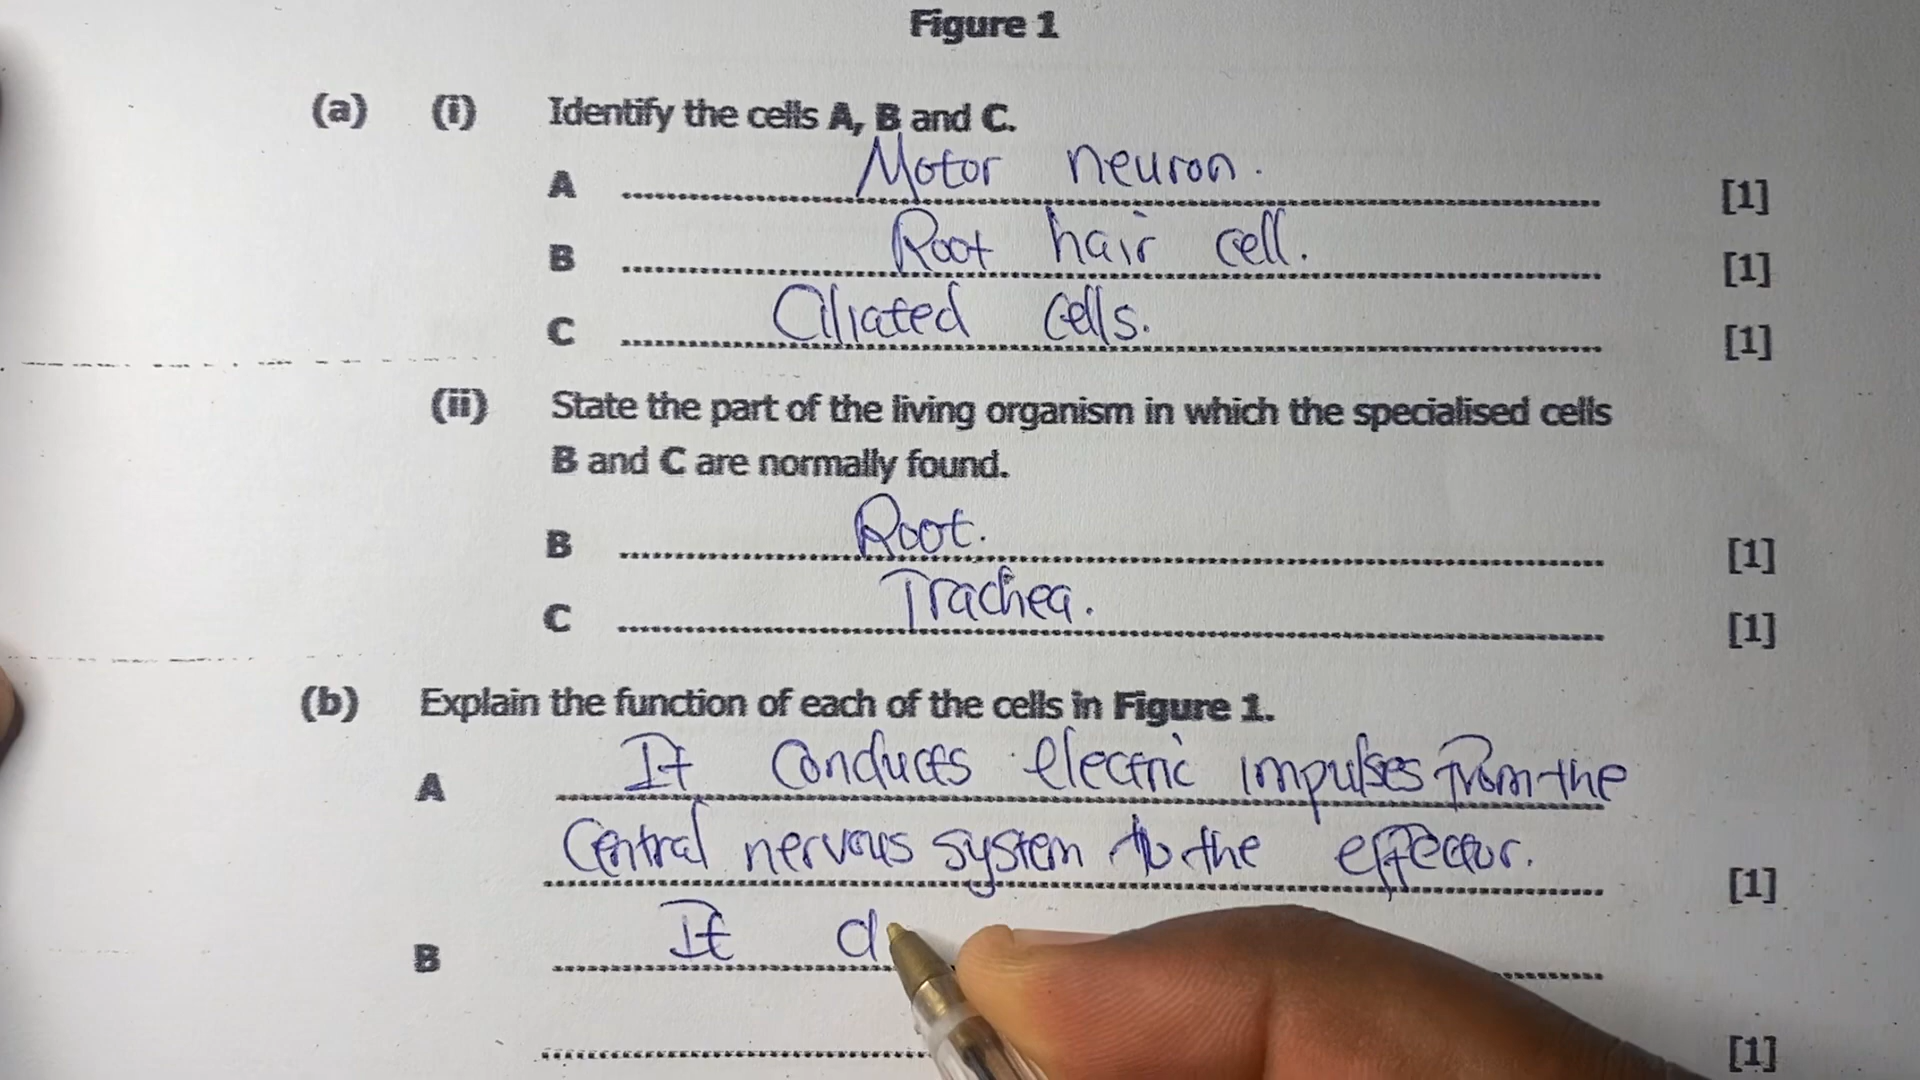 Figure 1
(a) (i) Identify the cells A, B and C.
A Motor neuron. [1]
B Root hair cell. [1]
C Ciliated cells. [1]
(ii) State the part of the living organism in which the specialised cells
B and C are normally found.
B Root. [1]
C Trachea. [1]
(b) Explain the function of each of the cells in Figure 1.
A It conducts electric impulses from the
Central nervous system to the effector. [1]
B It
[1]